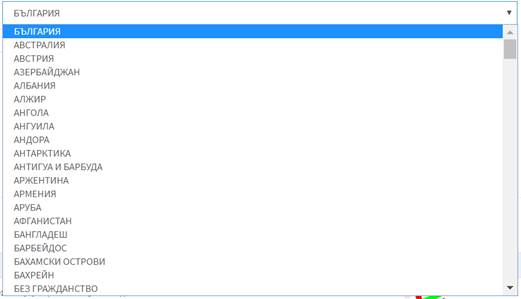 БЪЛГАРИЯ
БЪЛГАРИЯ
АВСТРАЛИЯ
АВСТРИЯ
АЗЕРБАЙДЖАН
АЛБАНИЯ
АЛЖИР
АНГОЛА
АНГУИЛА
АНДОРА
АНТАРКТИКА
АНТИГУА И БАРБУДА
АРЖЕНТИНА
АРМЕНИЯ
АРУБА
АФГАНИСТАН
БАНГЛАДЕШ
БАРБЕЙДОС
БАХАМСКИ ОСТРОВИ
БАХРЕЙН
БЕЗ ГРАЖДАНСТВО